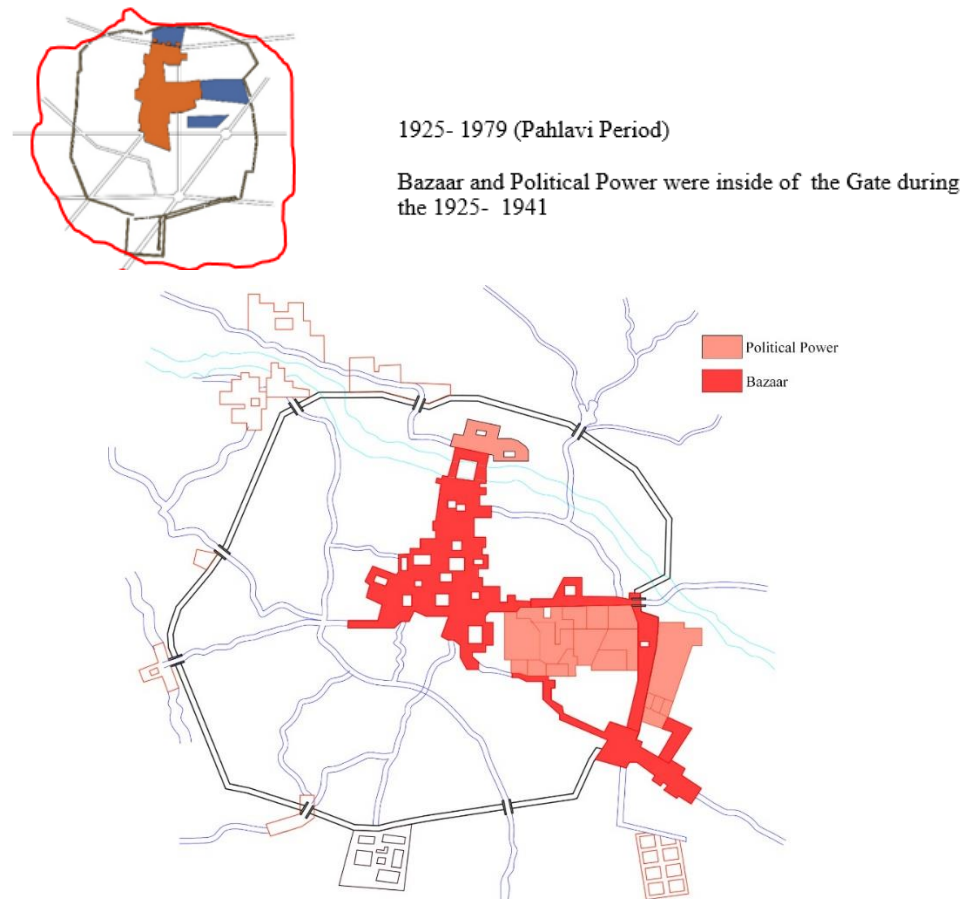 1925- 1979 (Pahlavi Period)
Bazaar and Political Power were inside of the Gate during
the 1925- 1941
Political Power
Bazaar